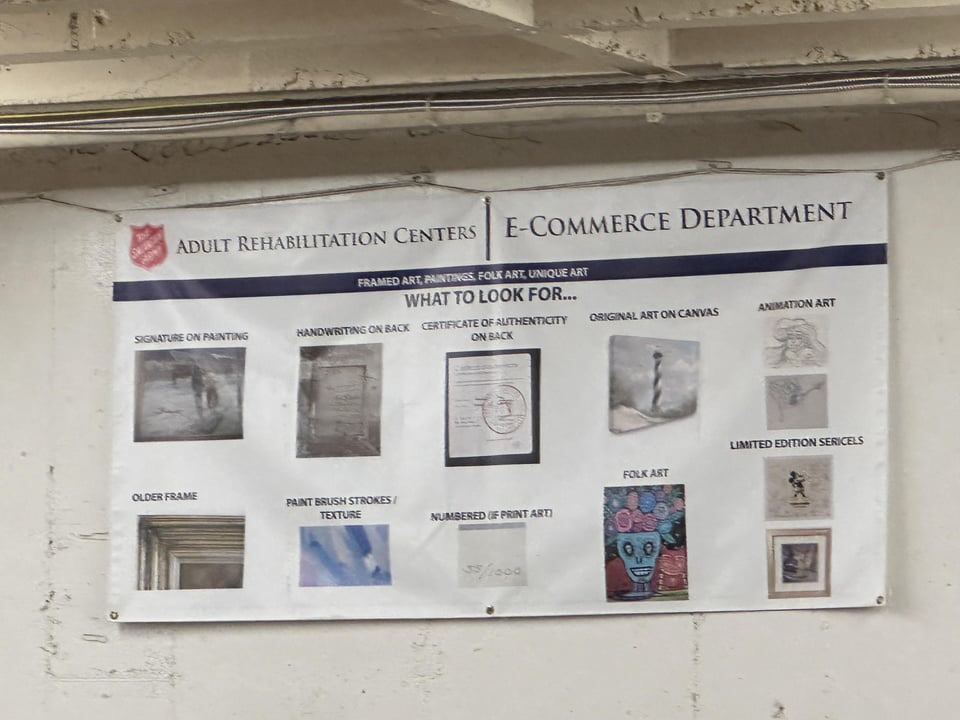 The Salvation Army
ADULT REHABILITATION CENTERS
E-COMMERCE DEPARTMENT
FRAMED ART, PAINTINGS, FOLK ART, UNIQUE ART
WHAT TO LOOK FOR...
SIGNATURE ON PAINTING
HANDWRITING ON BACK
CERTIFICATE OF AUTHENTICITY
ON BACK
ORIGINAL ART ON CANVAS
ANIMATION ART
LIMITED EDITION SERICELS
OLDER FRAME
PAINT BRUSH STROKES /
TEXTURE
NUMBERED (IF PRINT ART)
55/1000
FOLK ART